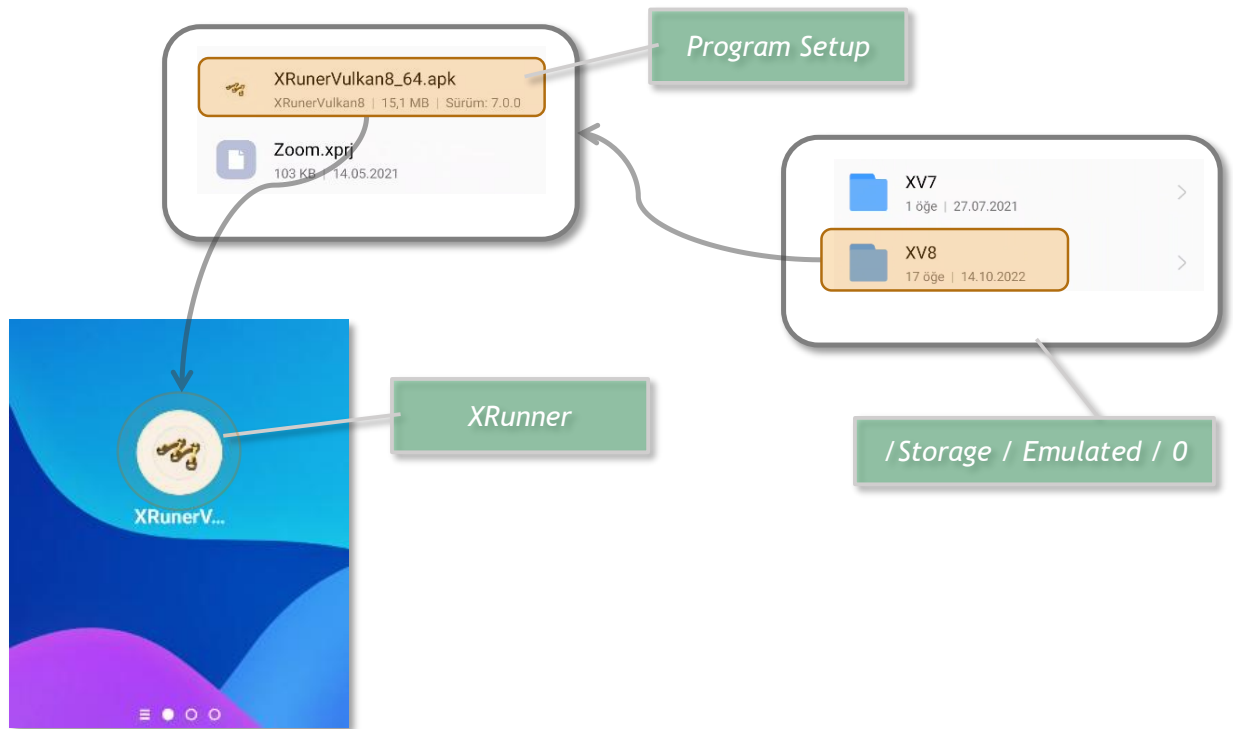 Program Setup
XRunerVulkan8_64.apk
XRunerVulkan8 | 15,1 MB | Sürüm: 7.0.0
Zoom.xprj
103 KB | 14.05.2021
XV7
1 öğe | 27.07.2021
XV8
17 öğe | 14.10.2022
XRunner
/Storage / Emulated / 0
XRunerV...